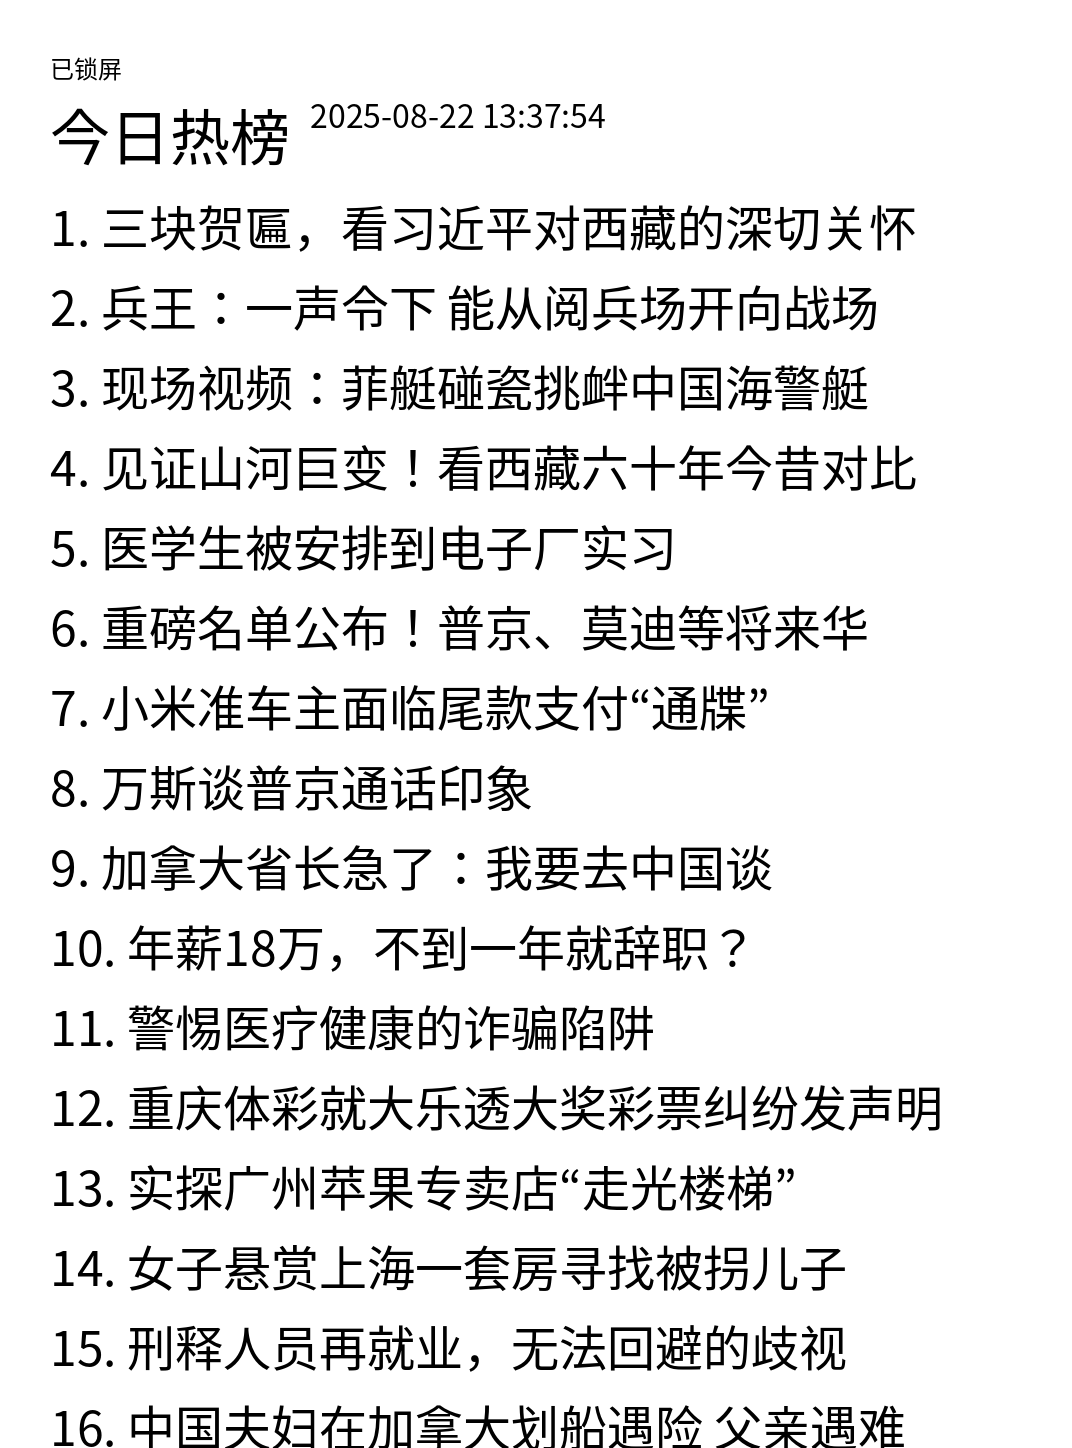 已锁屏
今日热榜 2025-08-22 13:37:54
1. 三块贺匾，看习近平对西藏的深切关怀
2. 兵王：一声令下 能从阅兵场开向战场
3. 现场视频：菲艇碰瓷挑衅中国海警艇
4. 见证山河巨变！看西藏六十年今昔对比
5. 医学生被安排到电子厂实习
6. 重磅名单公布！普京、莫迪等将来华
7. 小米准车主面临尾款支付“通牒”
8. 万斯谈普京通话印象
9. 加拿大省长急了：我要去中国谈
10. 年薪18万，不到一年就辞职？
11. 警惕医疗健康的诈骗陷阱
12. 重庆体彩就大乐透大奖彩票纠纷发声明
13. 实探广州苹果专卖店“走光楼梯”
14. 女子悬赏上海一套房寻找被拐儿子
15. 刑释人员再就业，无法回避的歧视
16. 中国夫妇在加拿大划船遇险 父亲遇难